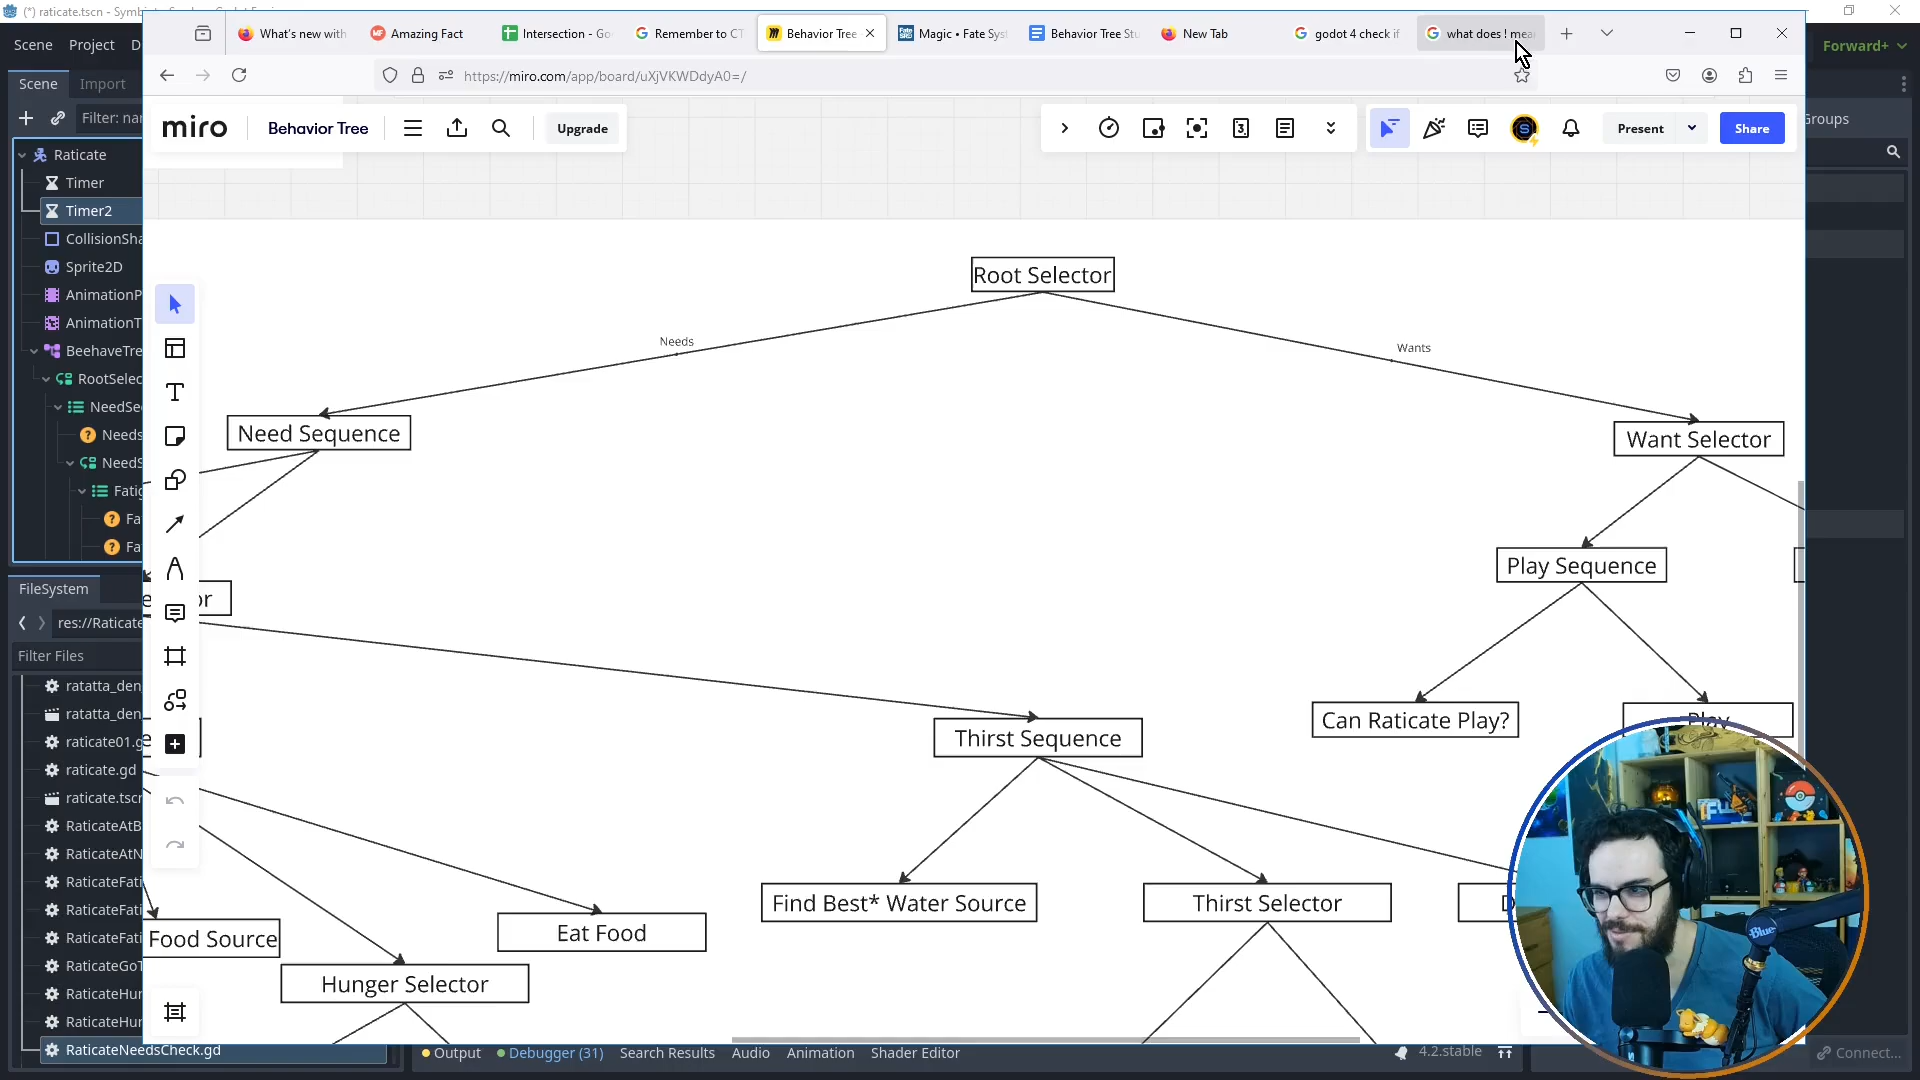 (*) raticate.tscn - Symbi
Scene Project D
Forward+
What's new with
Amazing Fact
Intersection - Go
Remember to CT
Behavior Tree
Magic • Fate Sys
Behavior Tree Stu
New Tab
godot 4 check if
what does ! mea
https://miro.com/app/board/uXjVKWDdyA0=/
Scene Import
Filter: nar
Groups
miro Behavior Tree Upgrade
Present Share
Raticate
Timer
Timer2
CollisionSha
Sprite2D
AnimationP
AnimationT
BeehaveTre
RootSelec
NeedSe
Needs
NeedS
Fatig
Fa
Fa
Root Selector
Needs
Wants
Need Sequence
Want Selector
Play Sequence
or
Can Raticate Play?
Play
Thirst Sequence
Find Best* Water Source
Thirst Selector
D
Food Source
Eat Food
Hunger Selector
FileSystem
res://Raticate
Filter Files
ratatta_den
ratatta_den
raticate01.g
raticate.gd
raticate.tscn
RaticateAtB
RaticateAtN
RaticateFati
RaticateFati
RaticateFati
RaticateGoT
RaticateHur
RaticateHur
RaticateNeedsCheck.gd
Output Debugger (31) Search Results Audio Animation Shader Editor
4.2.stable
Connect...
Blue